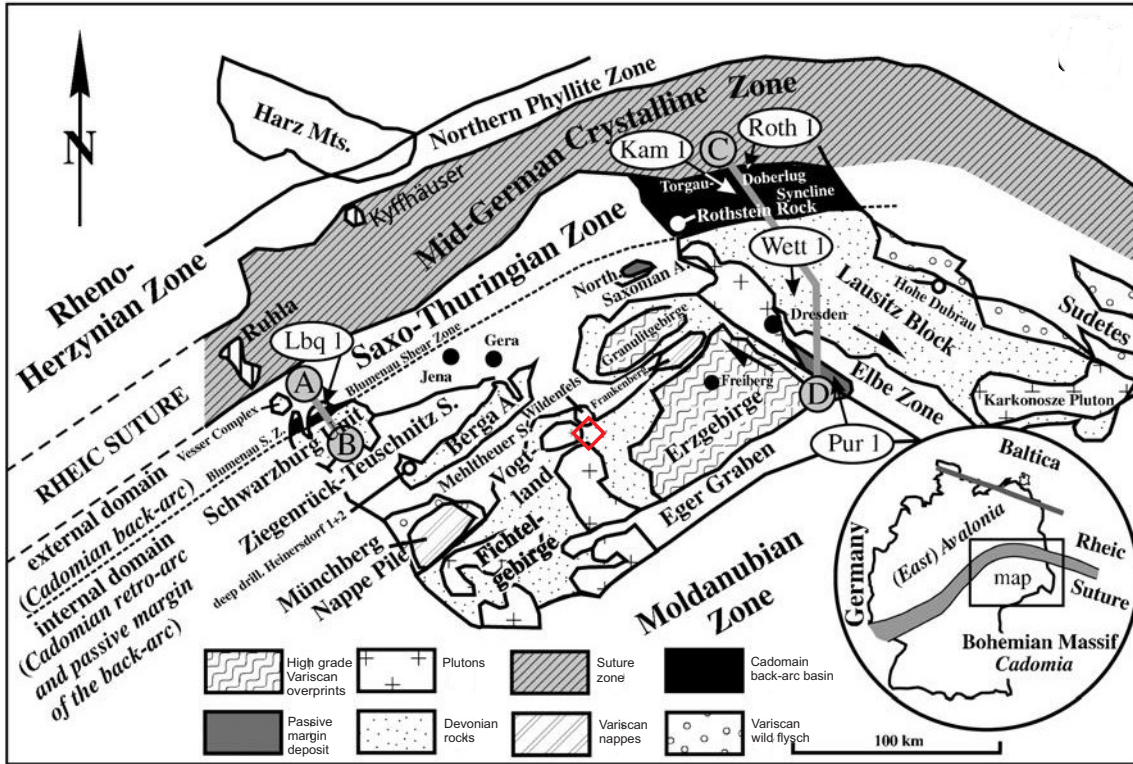 N
Harz Mts.
Northern Phyllite Zone
Mid-German Crystalline Zone
Kyffhäuser
Rheno-
Herzynian Zone
Ruhla
Saxo-Thuringian Zone
Kam 1
C
Roth 1
Torgau-
Doberlug
Syncline
Rothstein Rock
Wett 1
North
Saxonian A.
Lausitz Block
Hohe Dubrau
Sudetes
Dresden
Elbe Zone
Karkonosze Pluton
Lbq 1
A
B
Blumenau Shear Zone
Gera
Jena
Granulitgebirge
Frankenberg
Wildenfels
Freiberg
Erzgebirge
D
Pur 1
Vesser Complex
Blumenau S. Z.
Schwarzburg Unit
Berga A.
Ziegenrück-Teuschnitz S.
Mehltheuer S.
Vogt-
land
Eger Graben
RHEIC SUTURE
external domain
(Cadomian back-arc)
internal domain
(Cadomian retro-arc
and passive margin
of the back-arc)
deep drill. Heinersdorf 1+2
Münchberg
Nappe Pile
Fichtel-
gebirge
Moldanubian
Zone
Baltica
Germany
(East) Avalonia
Rheic
Suture
map
Bohemian Massif
Cadomia
High grade
Variscan
overprints
Plutons
Suture
zone
Cadomain
back-arc basin
Passive
margin
deposit
Devonian
rocks
Variscan
nappes
Variscan
wild flysch
100 km